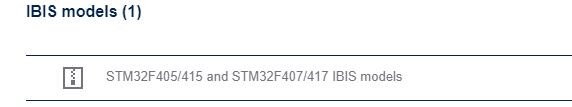 IBIS models (1)
STM32F405/415 and STM32F407/417 IBIS models